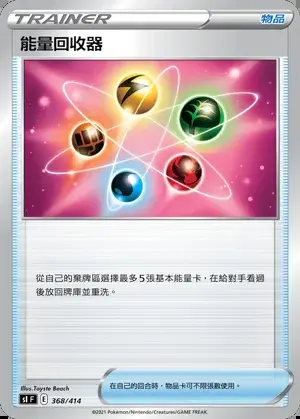 TRAINER 物品
能量回收器
從自己的棄牌區選擇最多5張基本能量卡，在給對手看過
後放回牌庫並重洗。
Illus.Toyste Beach
sI F E 368/414
在自己的回合時，物品卡可不限張數使用。
©2021 Pokémon/Nintendo/Creatures/GAME FREAK.